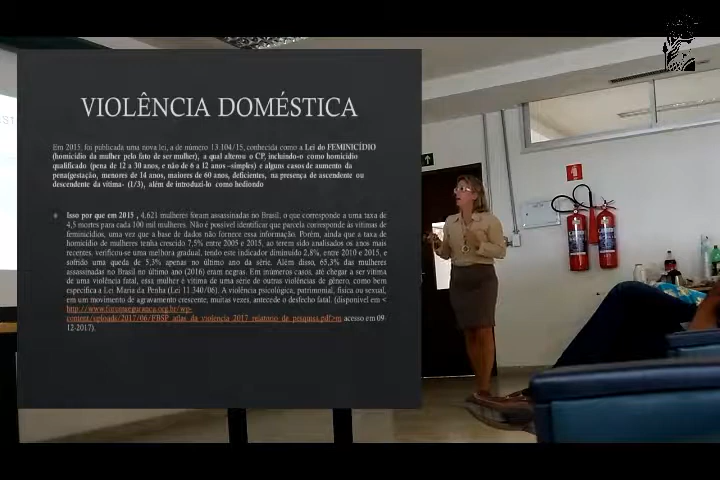 VIOLÊNCIA DOMÉSTICA
Em 2015, foi publicada uma nova lei, a de número 13.104/15, conhecida como a Lei do FEMINICÍDIO
(homicídio da mulher pelo fato de ser mulher), a qual alterou o CP, incluindo-o como homicídio
qualificado (pena de 12 a 30 anos, e não de 6 a 12 anos –simples) e alguns casos de aumento da
pena(gestação, menores de 14 anos, maiores de 60 anos, deficientes, na presença de ascendente ou
descendente da vítima- (1/3), além de introduzi-lo como hediondo
Isso por que em 2015 , 4.621 mulheres foram assassinadas no Brasil, o que corresponde a uma taxa de
4,5 mortes para cada 100 mil mulheres. Não é possível identificar que parcela corresponde às vítimas de
feminicídios, uma vez que a base de dados não fornece essa informação. Porém, ainda que a taxa de
homicídio de mulheres tenha crescido 7,5% entre 2005 e 2015, ao terem sido analisados os anos mais
recentes, verificou-se uma melhora gradual, tendo este indicador diminuído 2,8%, entre 2010 e 2015, e
sofrido uma queda de 5,3% apenas no último ano da série. Além disso, 65,3% das mulheres
assassinadas no Brasil no último ano (2016) eram negras. Em inúmeros casos, até chegar a ser vítima
de uma violência fatal, essa mulher é vítima de uma série de outras violências de gênero, como bem
especifica a Lei Maria da Penha (Lei 11.340/06). A violência psicológica, patrimonial, física ou sexual,
em um movimento de agravamento crescente, muitas vezes, antecede o desfecho fatal. (disponível em <
http://www.forumseguranca.org.br/wp-
content/uploads/2017/06/FBSP_atlas_da_violencia_2017_relatorio_de_pesquisa.pdf>m acesso em 09-
12-2017).